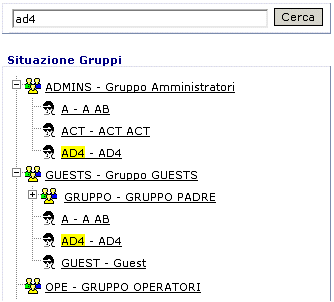 ad4
Cerca
Situazione Gruppi
ADMINS - Gruppo Amministratori
A - A AB
ACT - ACT ACT
AD4 - AD4
GUESTS - Gruppo GUESTS
GRUPPO - GRUPPO PADRE
A - A AB
AD4 - AD4
GUEST - Guest
OPE - GRUPPO OPERATORI